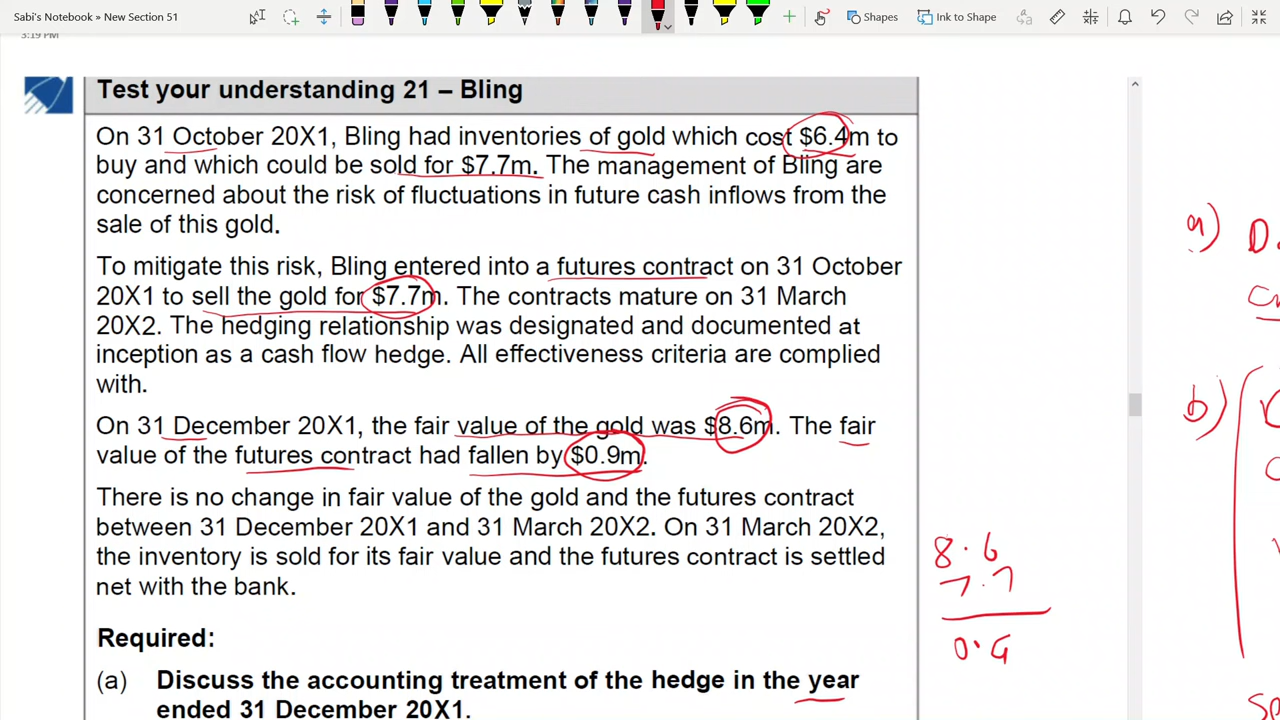 Sabi's Notebook » New Section 51
Shapes
Ink to Shape
3:19 PM
Test your understanding 21 – Bling
On 31 October 20X1, Bling had inventories of gold which cost $6.4m to
buy and which could be sold for $7.7m. The management of Bling are
concerned about the risk of fluctuations in future cash inflows from the
sale of this gold.
To mitigate this risk, Bling entered into a futures contract on 31 October
20X1 to sell the gold for $7.7m. The contracts mature on 31 March
20X2. The hedging relationship was designated and documented at
inception as a cash flow hedge. All effectiveness criteria are complied
with.
On 31 December 20X1, the fair value of the gold was $8.6m. The fair
value of the futures contract had fallen by $0.9m.
There is no change in fair value of the gold and the futures contract
between 31 December 20X1 and 31 March 20X2. On 31 March 20X2,
the inventory is sold for its fair value and the futures contract is settled
net with the bank.
Required:
(a) Discuss the accounting treatment of the hedge in the year
ended 31 December 20X1.
8.6
7.7
0.9
a)
b)